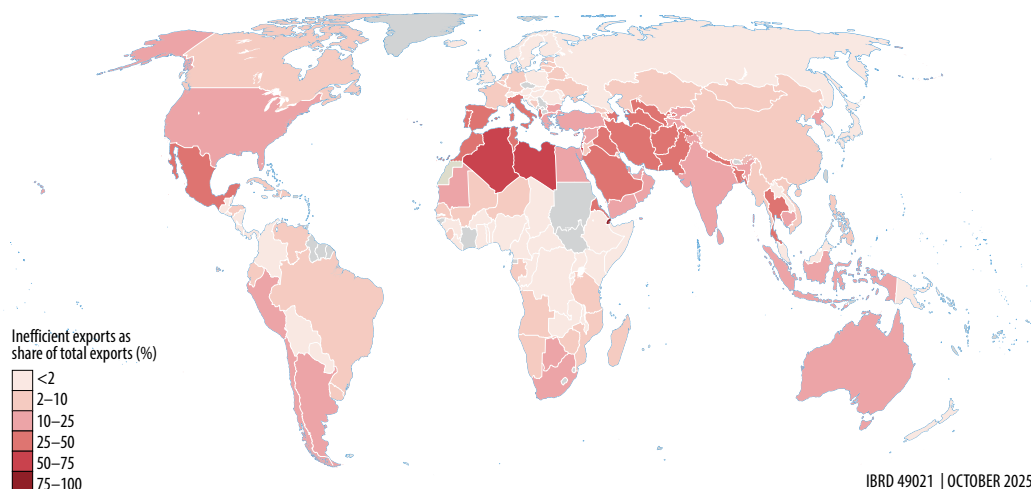 Inefficient exports as
share of total exports (%)
<2
2–10
10–25
25–50
50–75
75–100
IBRD 49021 | OCTOBER 2025